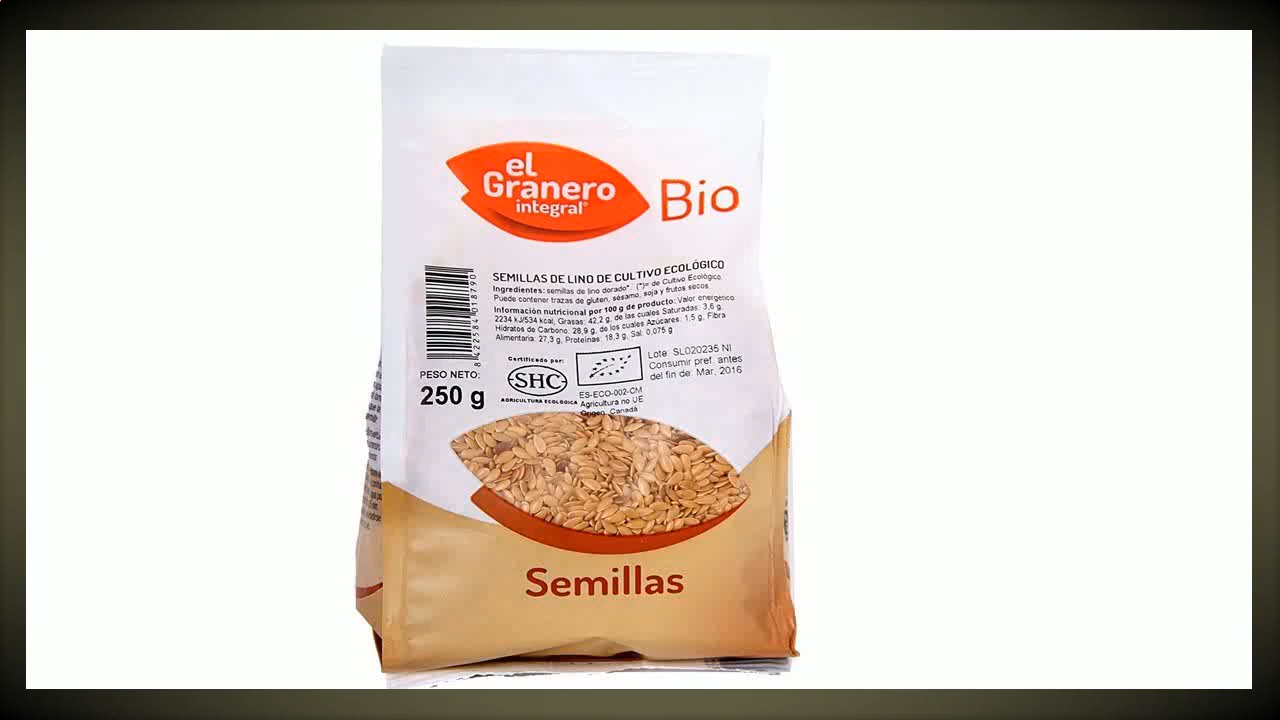 el
Granero
integral®
Bio
SEMILLAS DE LINO DE CULTIVO ECOLÓGICO
Ingredientes: semillas de lino dorado*. (*)= de Cultivo Ecológico.
Puede contener trazas de gluten, sésamo, soja y frutos secos.
Información nutricional por 100 g de producto: Valor energético
2234 kJ/534 kcal, Grasas: 42,2 g, de las cuales Saturadas: 3,6 g,
Hidratos de Carbono: 28,9 g, de los cuales Azúcares: 1,5 g, Fibra
Alimentaria: 27,3 g, Proteínas: 18,3 g, Sal: 0,075 g
8 422584 018790
PESO NETO:
250 g
Certificado por:
SHC
AGRICULTURA ECOLÓGICA
ES-ECO-002-CM
Agricultura no UE
Origen: Canadá
Lote: SL020235 NI
Consumir pref. antes
del fin de: Mar, 2016
Semillas